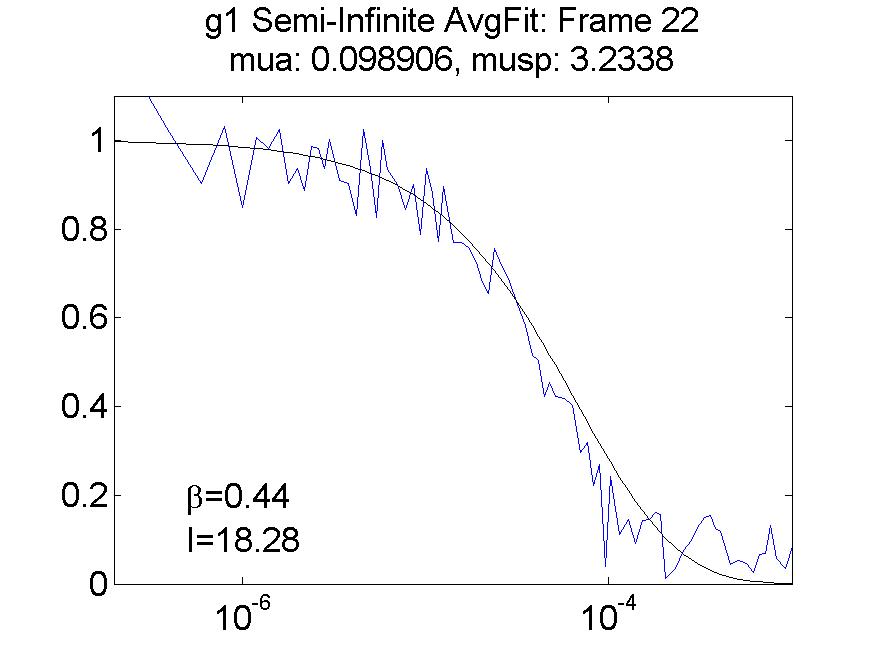 g1 Semi-Infinite AvgFit: Frame 22
mua: 0.098906, musp: 3.2338
1
0.8
0.6
0.4
0.2
0
β=0.44
I=18.28
10^-6
10^-4